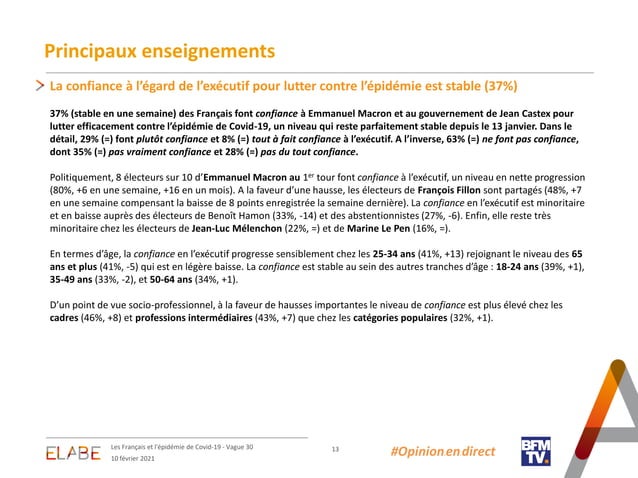 Principaux enseignements
La confiance à l’égard de l’exécutif pour lutter contre l’épidémie est stable (37%)
37% (stable en une semaine) des Français font confiance à Emmanuel Macron et au gouvernement de Jean Castex pour
lutter efficacement contre l’épidémie de Covid-19, un niveau qui reste parfaitement stable depuis le 13 janvier. Dans le
détail, 29% (=) font plutôt confiance et 8% (=) tout à fait confiance à l’exécutif. A l’inverse, 63% (=) ne font pas confiance,
dont 35% (=) pas vraiment confiance et 28% (=) pas du tout confiance.
Politiquement, 8 électeurs sur 10 d’Emmanuel Macron au 1er tour font confiance à l’exécutif, un niveau en nette progression
(80%, +6 en une semaine, +16 en un mois). A la faveur d’une hausse, les électeurs de François Fillon sont partagés (48%, +7
en une semaine compensant la baisse de 8 points enregistrée la semaine dernière). La confiance en l’exécutif est minoritaire
et en baisse auprès des électeurs de Benoît Hamon (33%, -14) et des abstentionnistes (27%, -6). Enfin, elle reste très
minoritaire chez les électeurs de Jean-Luc Mélenchon (22%, =) et de Marine Le Pen (16%, =).
En termes d’âge, la confiance en l’exécutif progresse sensiblement chez les 25-34 ans (41%, +13) rejoignant le niveau des 65
ans et plus (41%, -5) qui est en légère baisse. La confiance est stable au sein des autres tranches d’âge : 18-24 ans (39%, +1),
35-49 ans (33%, -2), et 50-64 ans (34%, +1).
D’un point de vue socio-professionnel, à la faveur de hausses importantes le niveau de confiance est plus élevé chez les
cadres (46%, +8) et professions intermédiaires (43%, +7) que chez les catégories populaires (32%, +1).
ELABE
Les Français et l’épidémie de Covid-19 - Vague 30
10 février 2021
13
#Opinionendirect
BFM
TV.